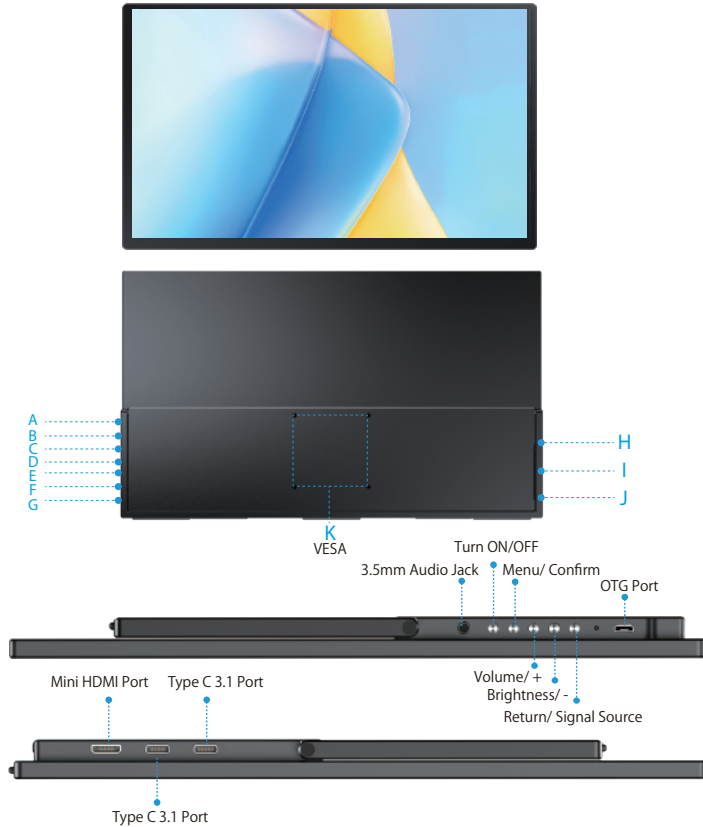 A
B
C
D
E
F
G
H
I
J
K
VESA
Turn ON/OFF
3.5mm Audio Jack
Menu/ Confirm
OTG Port
Volume/ +
Brightness/ -
Return/ Signal Source
Mini HDMI Port
Type C 3.1 Port
Type C 3.1 Port